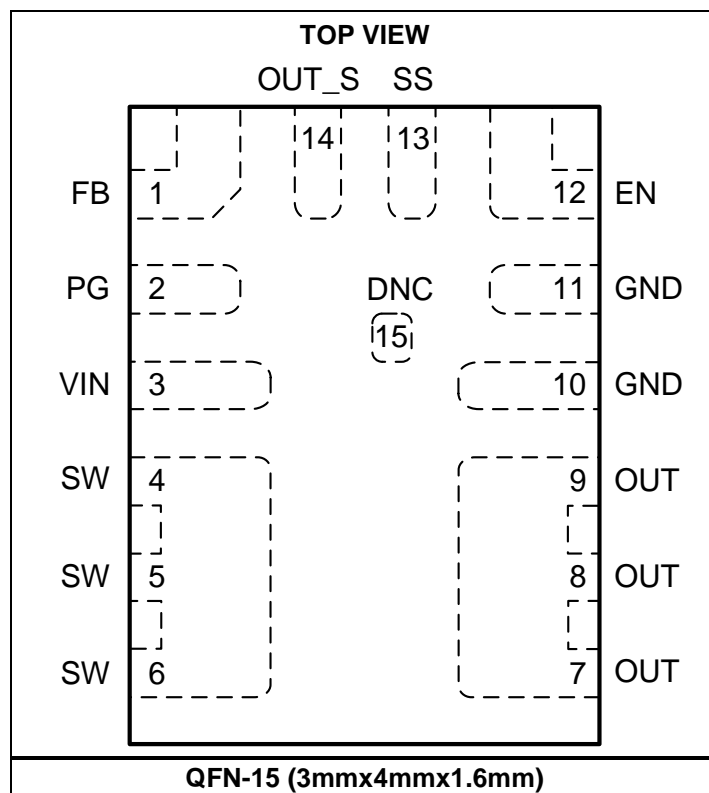 TOP VIEW
OUT_S SS
14 13
FB 1 12 EN
PG 2 DNC 11 GND
15
VIN 3 10 GND
SW 4 9 OUT
SW 5 8 OUT
SW 6 7 OUT
QFN-15 (3mmx4mmx1.6mm)